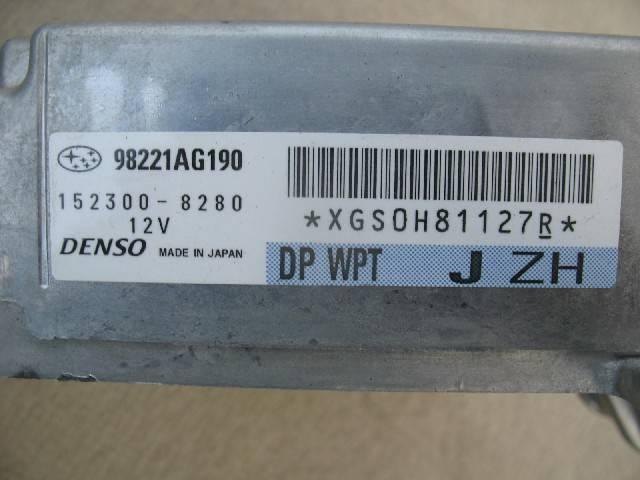 98221AG190
152300-8280
12V
DENSO MADE IN JAPAN
*XGS0H81127R*
DP WPT J ZH